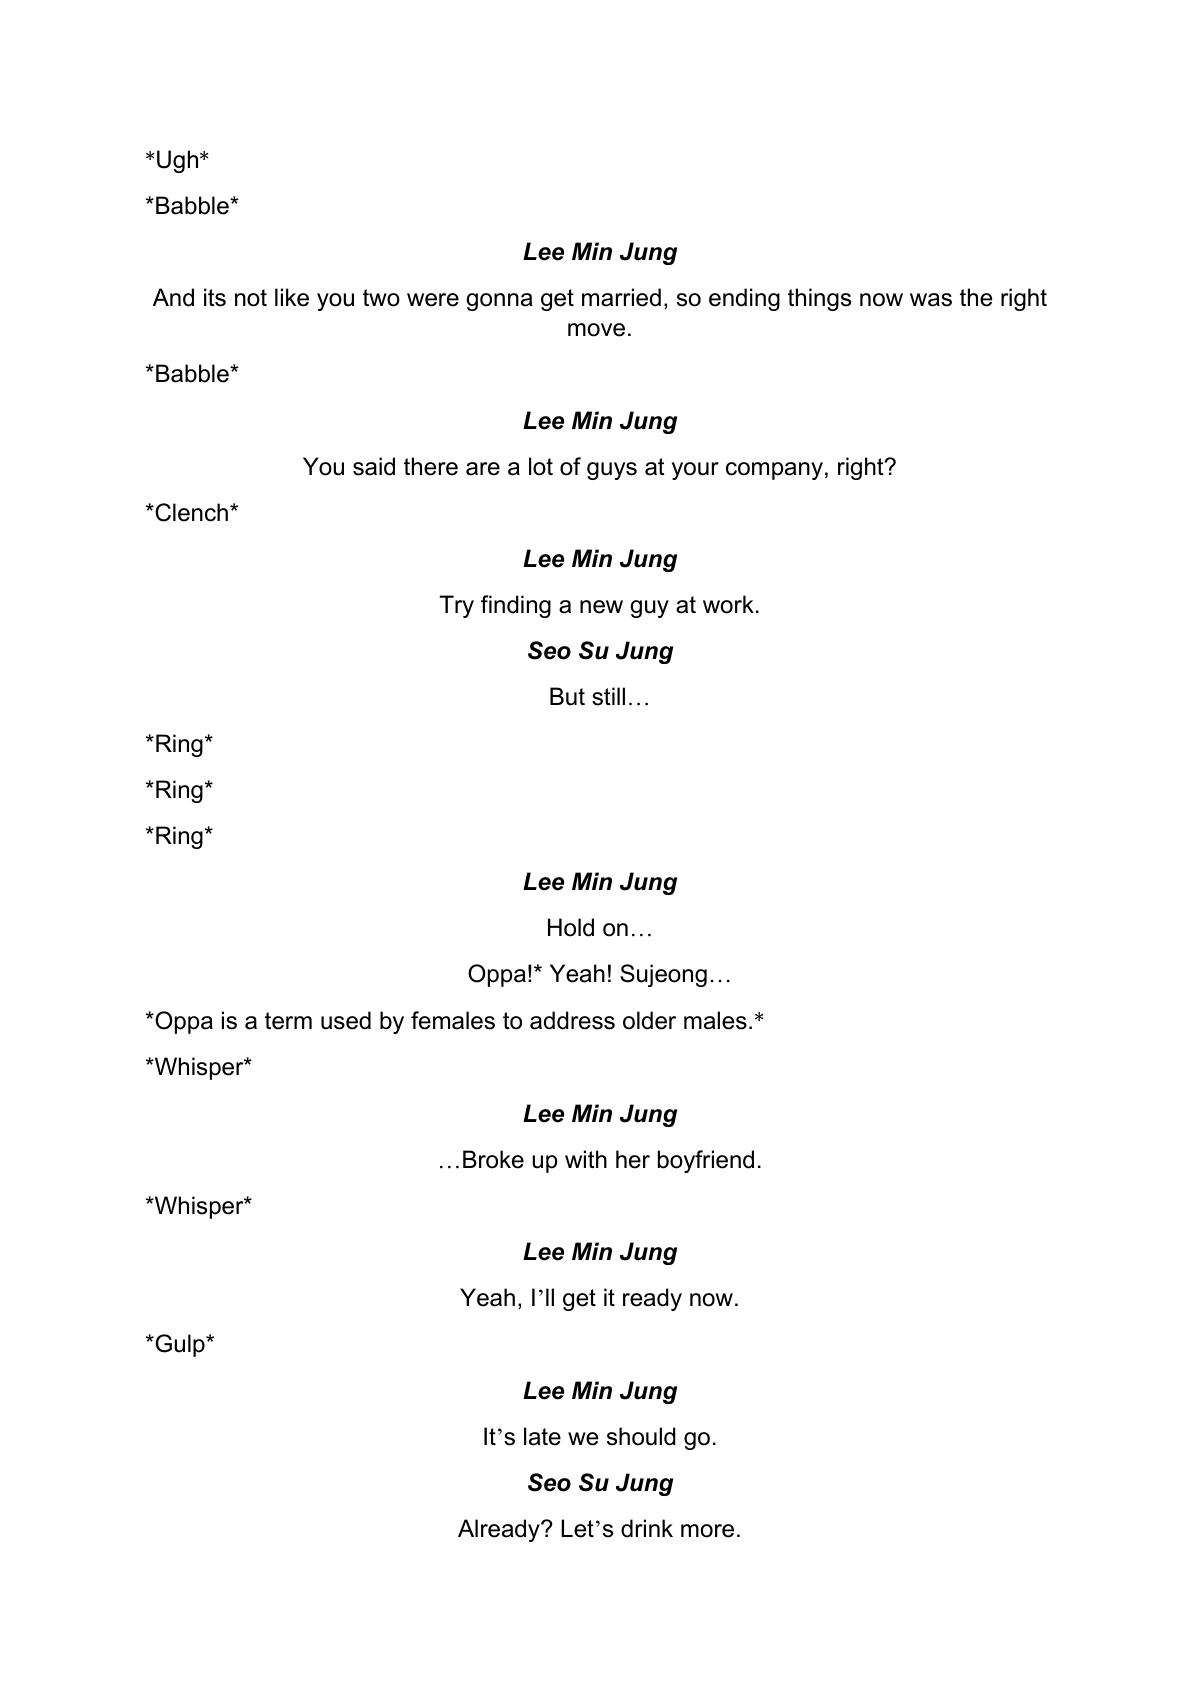 *Ugh*
*Babble*
Lee Min Jung
And its not like you two were gonna get married, so ending things now was the right
move.
*Babble*
Lee Min Jung
You said there are a lot of guys at your company, right?
*Clench*
Lee Min Jung
Try finding a new guy at work.
Seo Su Jung
But still…
*Ring*
*Ring*
*Ring*
Lee Min Jung
Hold on…
Oppa!* Yeah! Sujeong…
*Oppa is a term used by females to address older males.*
*Whisper*
Lee Min Jung
…Broke up with her boyfriend.
*Whisper*
Lee Min Jung
Yeah, I’ll get it ready now.
*Gulp*
Lee Min Jung
It’s late we should go.
Seo Su Jung
Already? Let’s drink more.